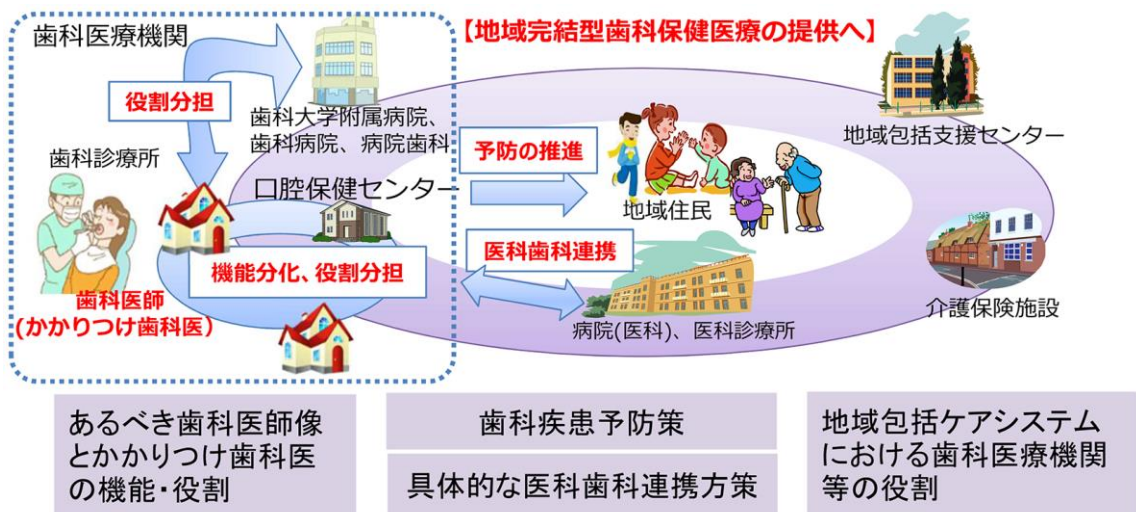 歯科医療機関
【地域完結型歯科保健医療の提供へ】
役割分担
歯科大学附属病院、
歯科病院、病院歯科
地域包括支援センター
歯科診療所
予防の推進
口腔保健センター
地域住民
機能分化、役割分担
医科歯科連携
歯科医師
(かかりつけ歯科医)
病院(医科)、医科診療所
介護保険施設
あるべき歯科医師像
とかかりつけ歯科医
の機能・役割
歯科疾患予防策
具体的な医科歯科連携方策
地域包括ケアシステム
における歯科医療機関
等の役割